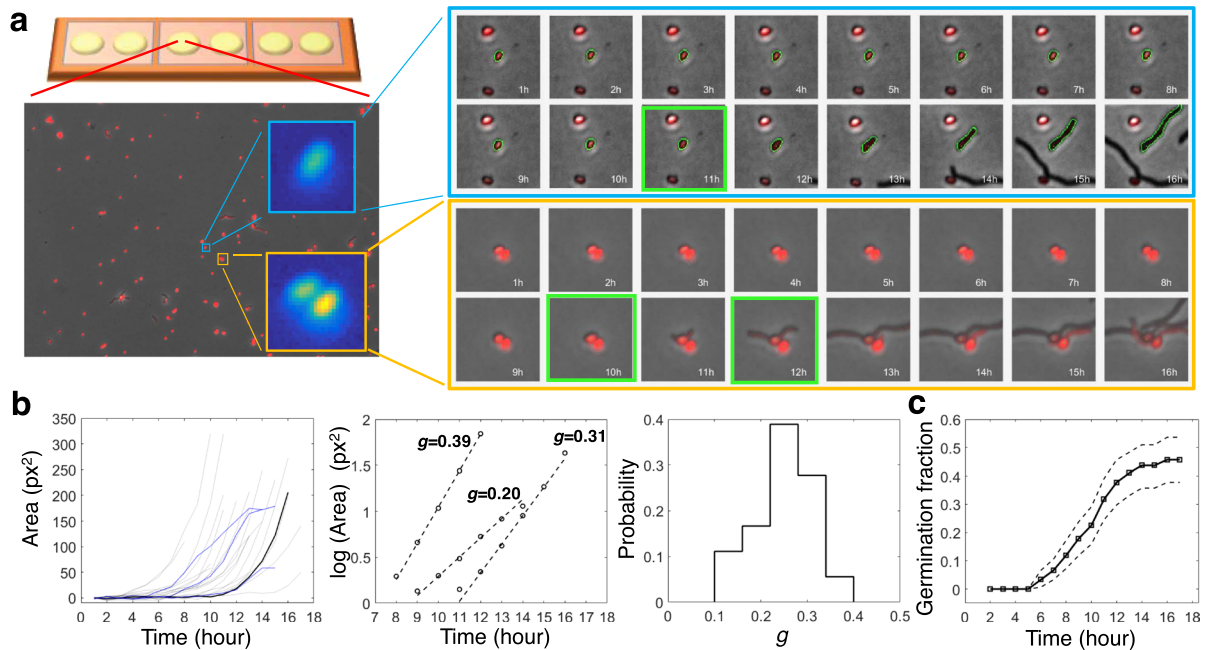 a
1h 2h 3h 4h 5h 6h 7h 8h
9h 10h 11h 12h 13h 14h 15h 16h
1h 2h 3h 4h 5h 6h 7h 8h
9h 10h 11h 12h 13h 14h 15h 16h
b
350
300
250
200
150
100
50
0
Area (px²)
0 2 4 6 8 10 12 14 16 18
Time (hour)
2
1.5
1
0.5
0
log (Area) (px²)
g=0.39
g=0.20
g=0.31
7 8 9 10 11 12 13 14 15 16 17 18
Time (hour)
0.4
0.3
0.2
0.1
0
Probability
0 0.1 0.2 0.3 0.4 0.5
g
c
0.6
0.5
0.4
0.3
0.2
0.1
0
Germination fraction
0 2 4 6 8 10 12 14 16 18
Time (hour)